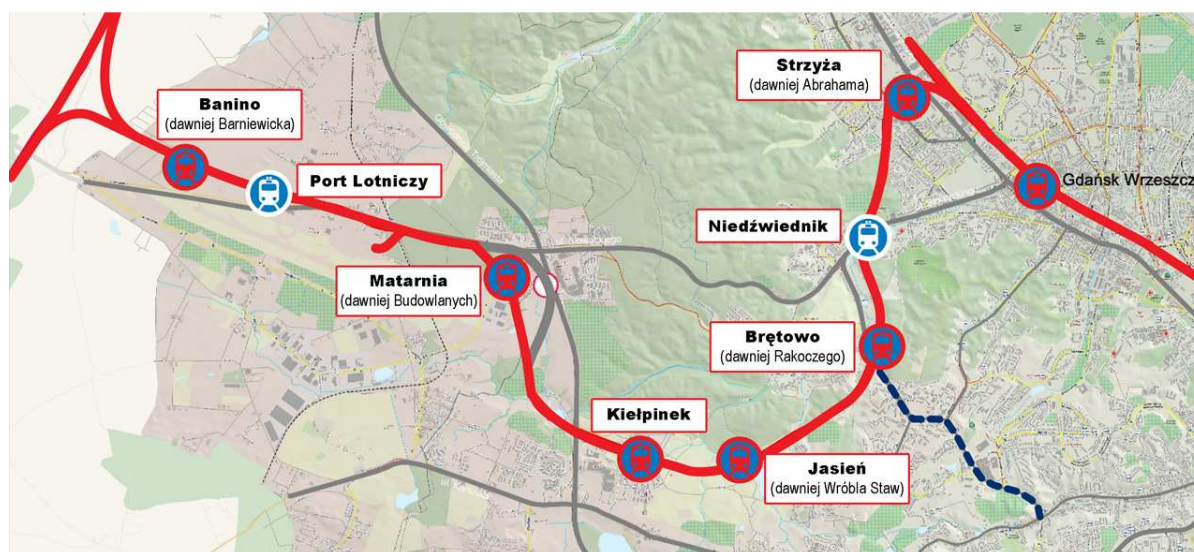 Strzyża
(dawniej Abrahama)
Banino
(dawniej Barniewicka)
Port Lotniczy
Gdańsk Wrzeszcz
Niedźwiednik
Matarnia
(dawniej Budowlanych)
Brętowo
(dawniej Rakoczego)
Kiełpinek
Jasień
(dawniej Wróbla Staw)